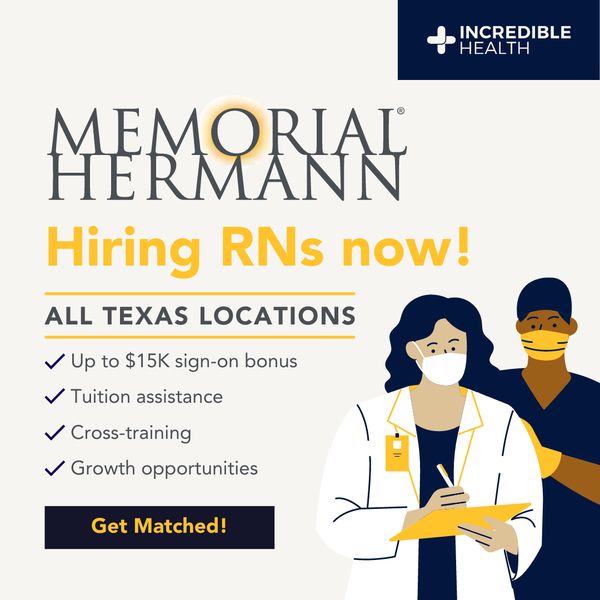 INCREDIBLE
HEALTH
MEMORIAL®
HERMANN
Hiring RNs now!
ALL TEXAS LOCATIONS
Up to $15K sign-on bonus
Tuition assistance
Cross-training
Growth opportunities
Get Matched!